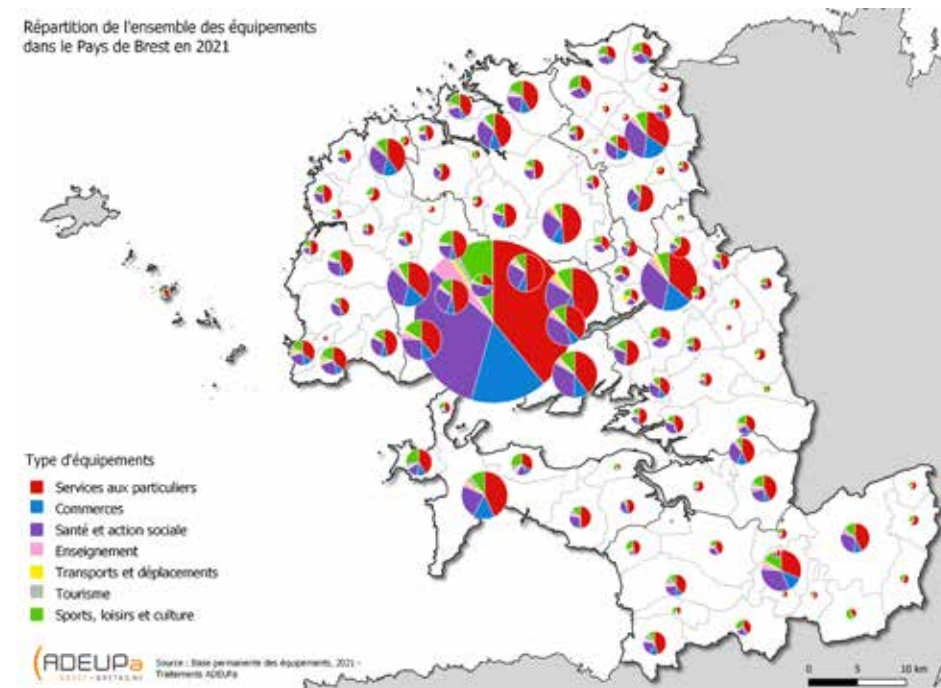 Répartition de l'ensemble des équipements
dans le Pays de Brest en 2021
Type d'équipements
Services aux particuliers
Commerces
Santé et action sociale
Enseignement
Transports et déplacements
Tourisme
Sports, loisirs et culture
ADEUPa
BREST-BRETAGNE
Source : Base permanente des équipements, 2021 -
Traitements ADEUPa
0 5 10 km